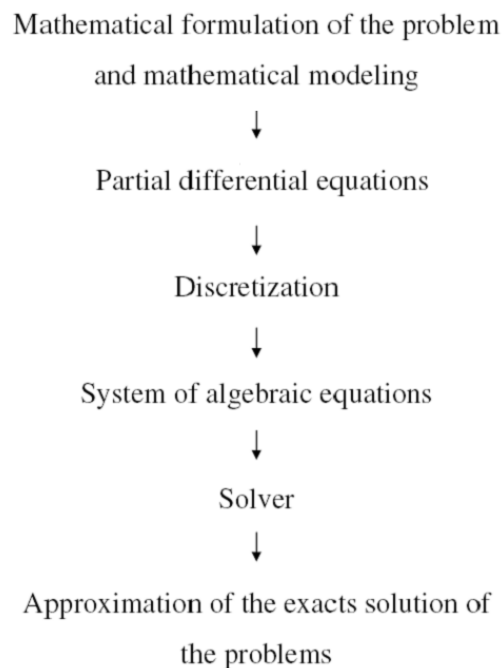 Mathematical formulation of the problem
and mathematical modeling
Partial differential equations
Discretization
System of algebraic equations
Solver
Approximation of the exacts solution of
the problems